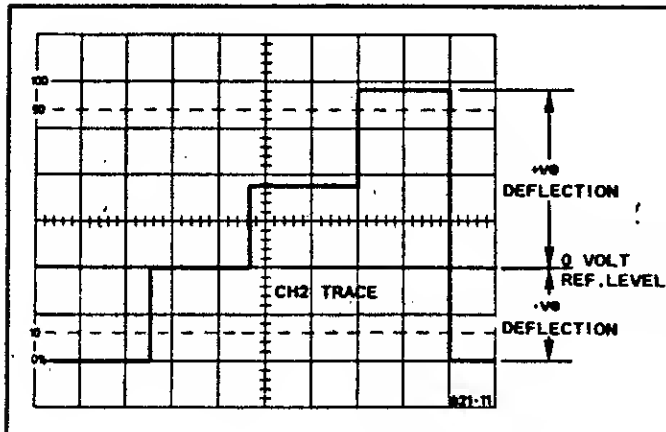 100
90
+ve
DEFLECTION
0 VOLT
REF. LEVEL
CH2 TRACE
-ve
DEFLECTION
10
0%